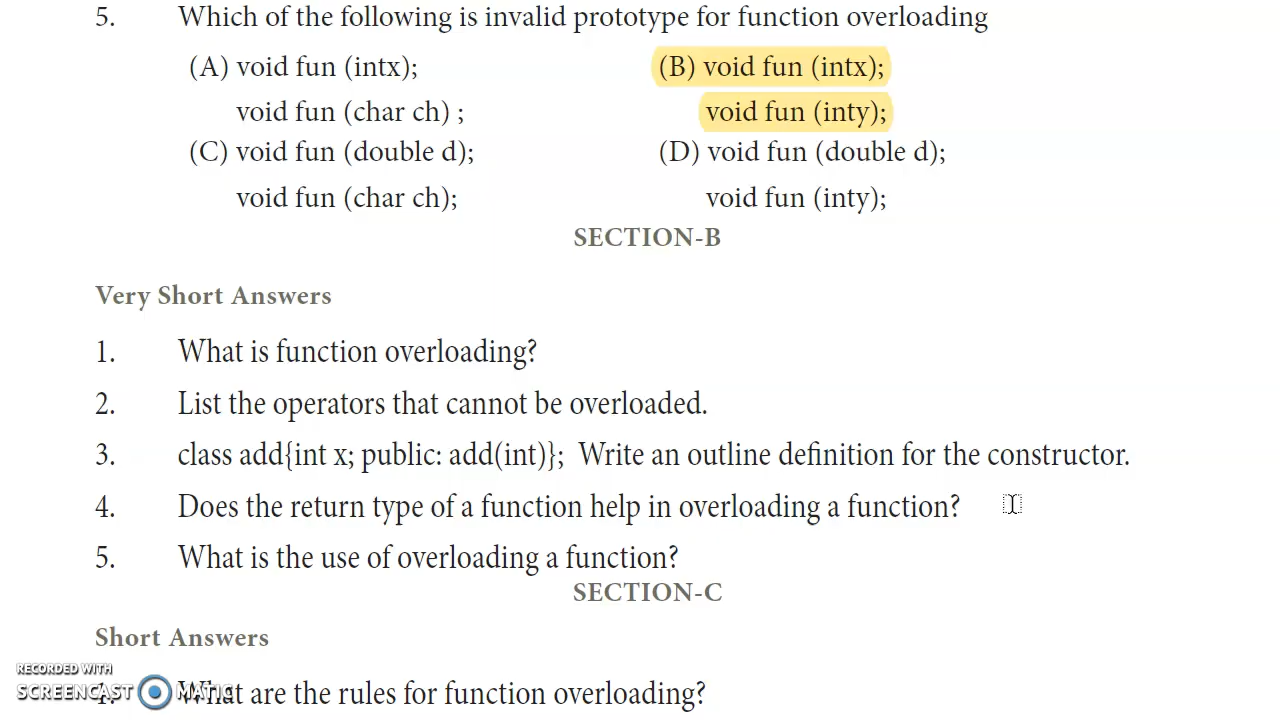 5. Which of the following is invalid prototype for function overloading
(A) void fun (intx); (B) void fun (intx);
void fun (char ch) ; void fun (inty);
(C) void fun (double d); (D) void fun (double d);
void fun (char ch); void fun (inty);
SECTION-B
Very Short Answers
1. What is function overloading?
2. List the operators that cannot be overloaded.
3. class add{int x; public: add(int)}; Write an outline definition for the constructor.
4. Does the return type of a function help in overloading a function?
5. What is the use of overloading a function?
SECTION-C
Short Answers
RECORDED WITH
SCREENCAST MATIC
1. What are the rules for function overloading?